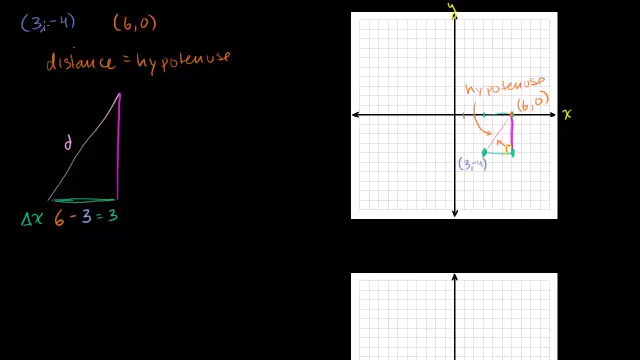 (3,-4) (6,0)
distance = hypotenuse
d
Δx 6 - 3 = 3
y
x
hypotenuse
(6,0)
(3,-4)